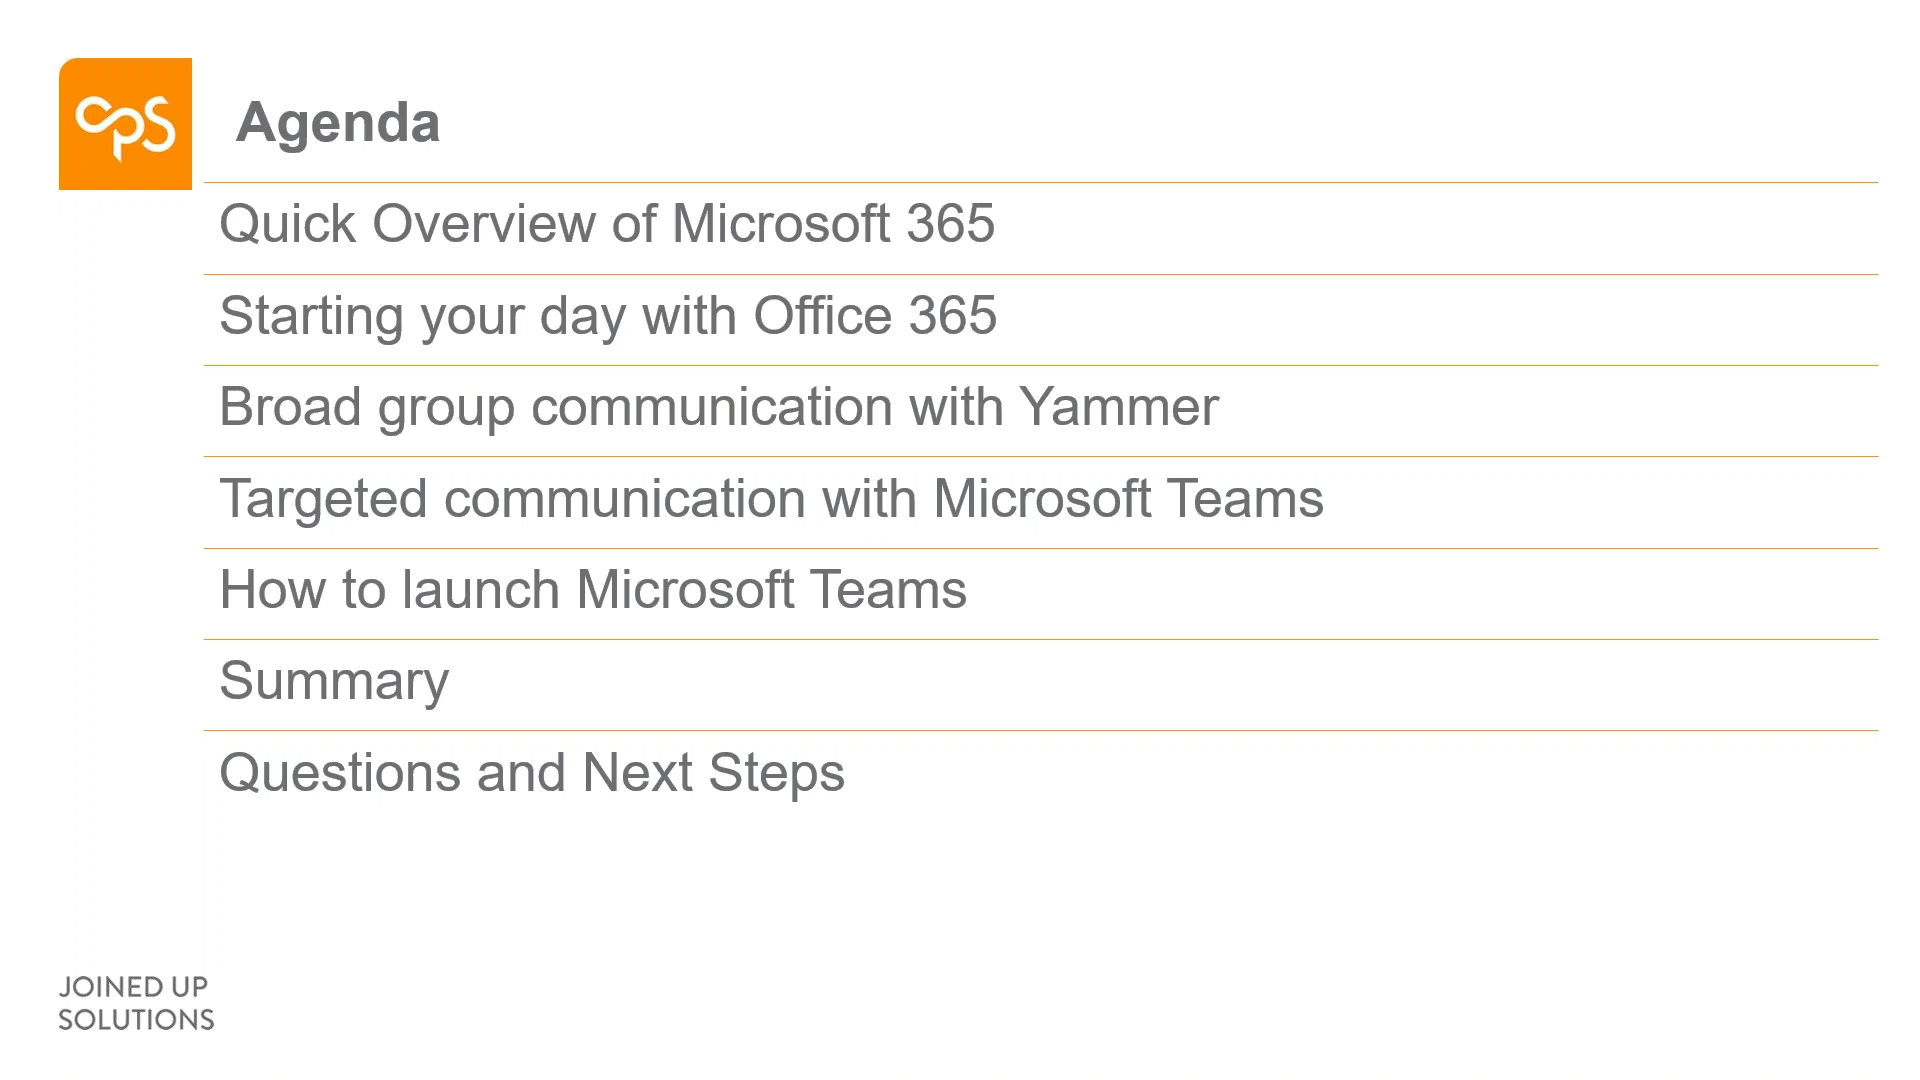 cps
Agenda
Quick Overview of Microsoft 365
Starting your day with Office 365
Broad group communication with Yammer
Targeted communication with Microsoft Teams
How to launch Microsoft Teams
Summary
Questions and Next Steps
JOINED UP
SOLUTIONS